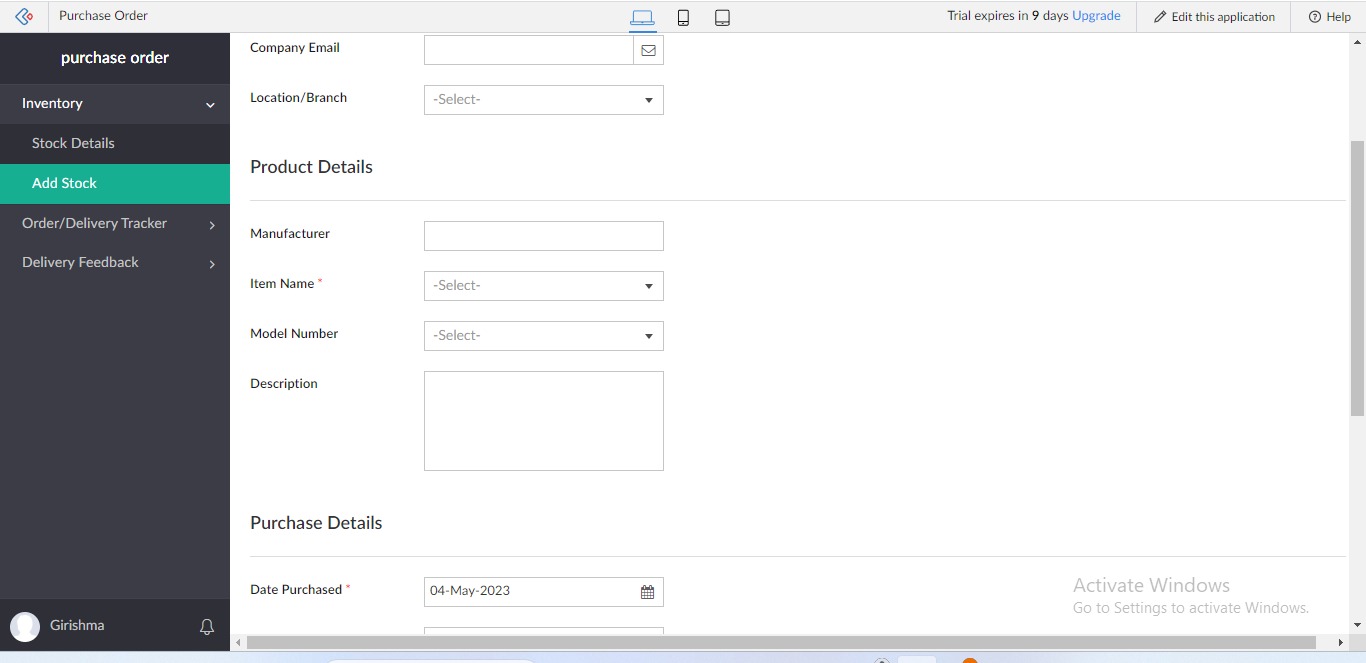 Purchase Order
Trial expires in 9 days Upgrade
Edit this application
Help
purchase order
Inventory
Stock Details
Add Stock
Order/Delivery Tracker
Delivery Feedback
Girishma
Company Email
Location/Branch
-Select-
Product Details
Manufacturer
Item Name *
-Select-
Model Number
-Select-
Description
Purchase Details
Date Purchased *
04-May-2023
Activate Windows
Go to Settings to activate Windows.